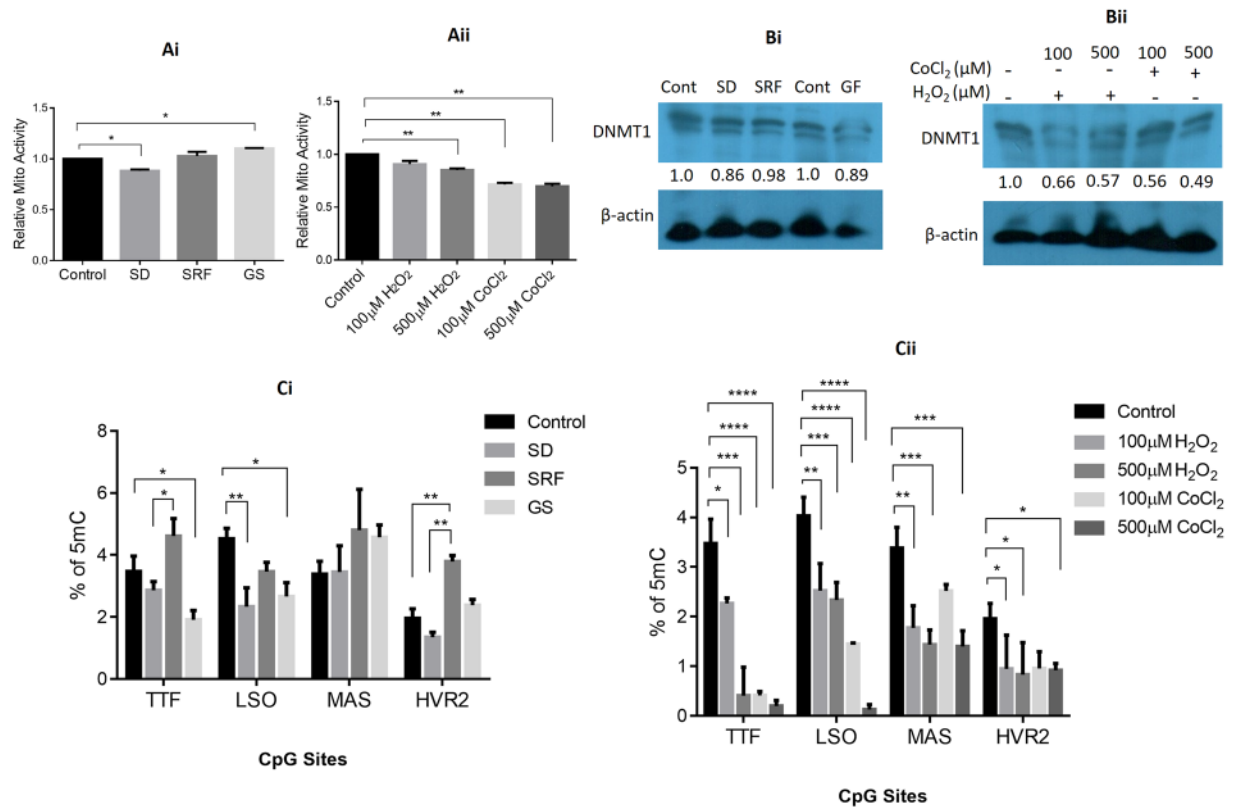 Ai
Relative Mito Activity
1.5
1.0
0.5
0.0
*
*
Control SD SRF GS
Aii
Relative Mito Activity
1.5
1.0
0.5
0.0
**
**
**
Control
100μM H₂O₂
500μM H₂O₂
100μM CoCl₂
500μM CoCl₂
Bi
Cont SD SRF Cont GF
DNMT1
1.0 0.86 0.98 1.0 0.89
β-actin
Bii
100 500 100 500
CoCl₂ (μM) - - - + +
H₂O₂ (μM) - + + - -
DNMT1
1.0 0.66 0.57 0.56 0.49
β-actin
Ci
Control
SD
SRF
GS
% of 5mC
8
6
4
2
0
*
*
*
**
**
**
TTF LSO MAS HVR2
CpG Sites
Cii
Control
100μM H₂O₂
500μM H₂O₂
100μM CoCl₂
500μM CoCl₂
% of 5mC
5
4
3
2
1
0
****
****
***
*
****
****
***
**
***
***
**
*
*
*
TTF LSO MAS HVR2
CpG Sites